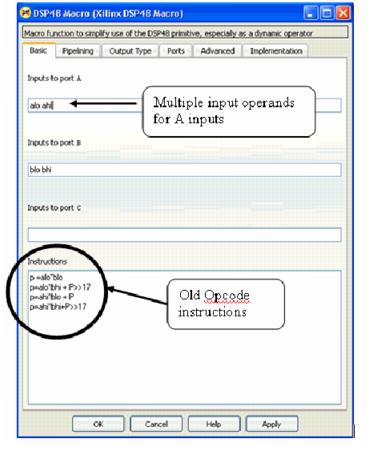 DSP48 Macro (Xilinx DSP48 Macro)
Macro function to simplify use of the DSP48 primitive, especially as a dynamic operator
Basic Pipelining Output Type Ports Advanced Implementation
Inputs to port A
alo ahi
Multiple input operands
for A inputs
Inputs to port B
blo bhi
Inputs to port C
Instructions
p =alo*blo
p=alo*bhi + P>>17
p=ahi*blo + P
p=ahi*bhi+P>>17
Old Opcode
instructions
OK Cancel Help Apply